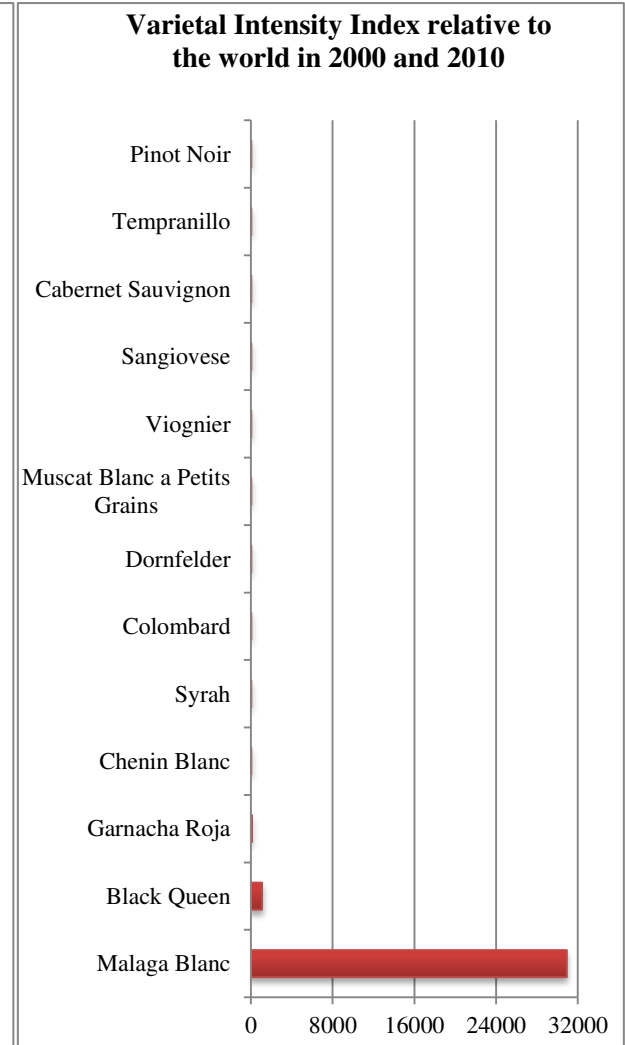 Varietal Intensity Index relative to
the world in 2000 and 2010
Pinot Noir
Tempranillo
Cabernet Sauvignon
Sangiovese
Viognier
Muscat Blanc a Petits
Grains
Dornfelder
Colombard
Syrah
Chenin Blanc
Garnacha Roja
Black Queen
Malaga Blanc
0 8000 16000 24000 32000